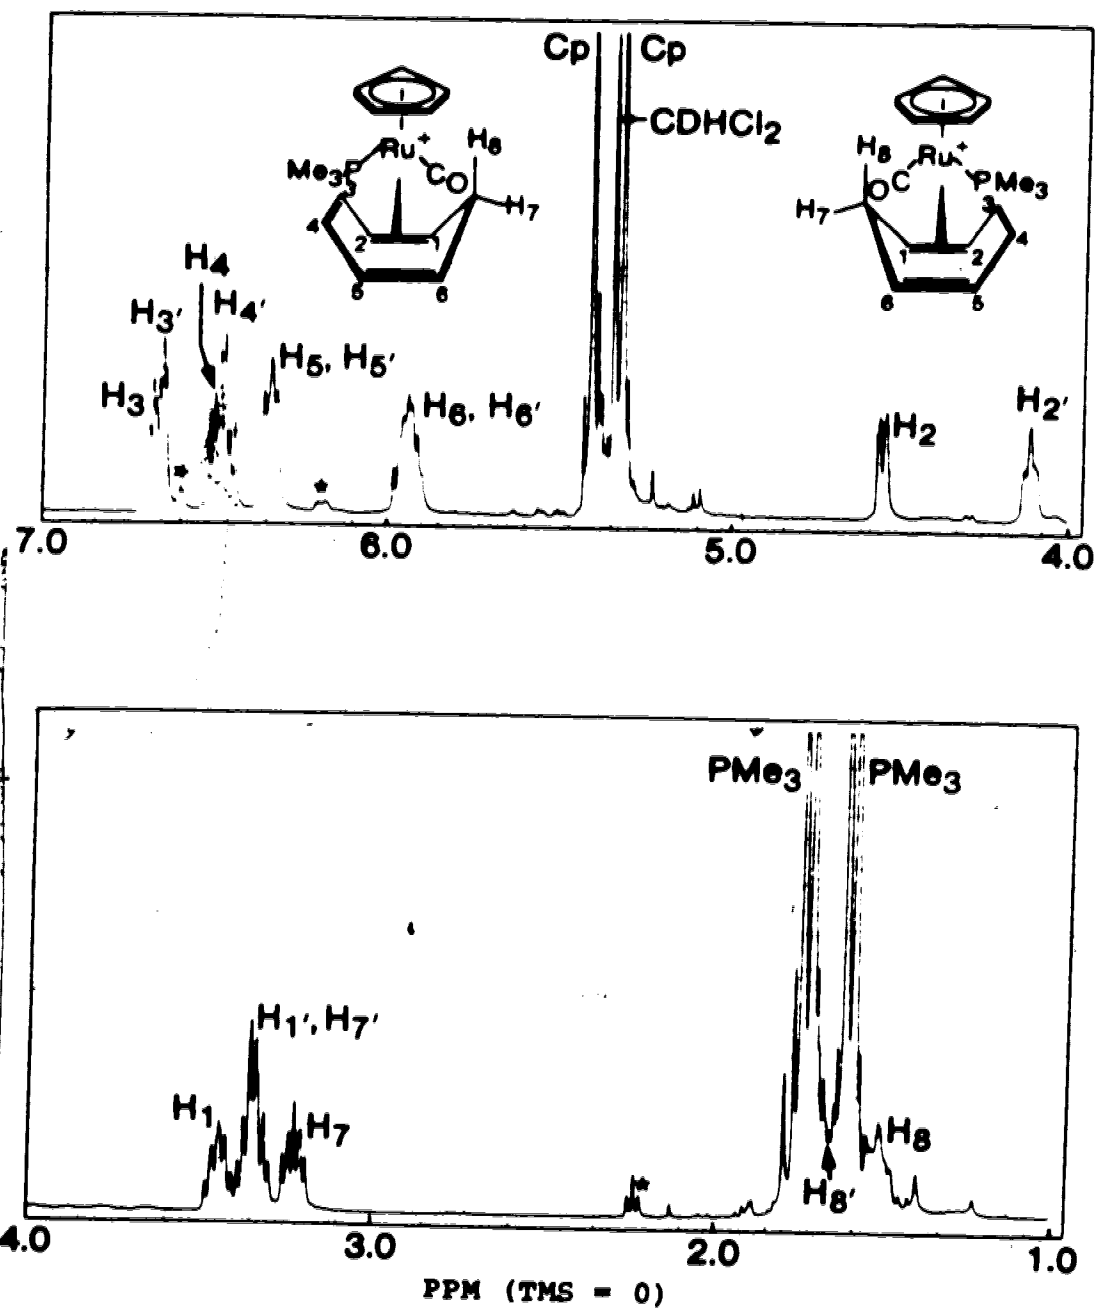 Cp Cp
CDHCl2
Ru+ H8
Me3P CO
3 H7
4
2 1
5 6
H8 Ru+
OC PMe3
H7 3
4
1 2
6 5
H4
H3' H4'
H5, H5'
H3 H6, H6' H2 H2'
* *
7.0 6.0 5.0 4.0
PMe3 PMe3
H1', H7'
H1 H7 H8
* H8'
4.0 3.0 2.0 1.0
PPM (TMS = 0)